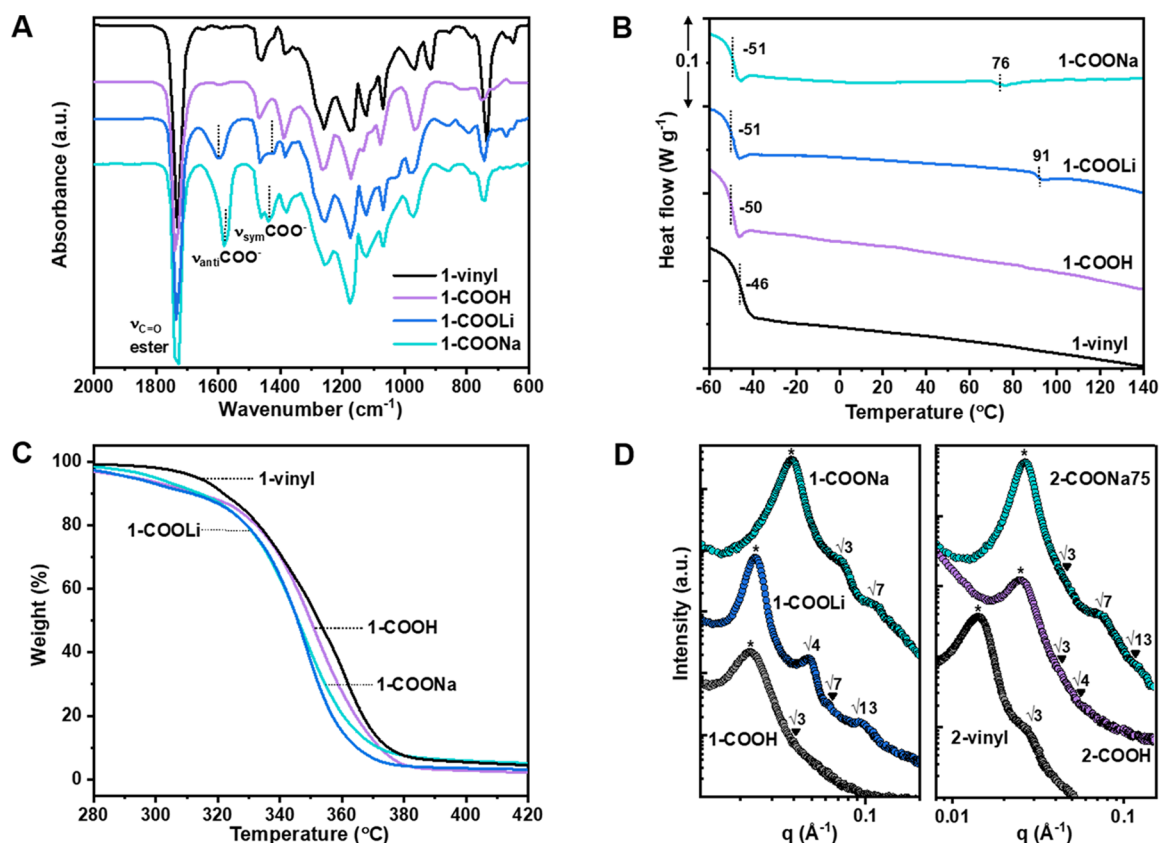 A
Absorbance (a.u.)
νantiCOO-
νsymCOO-
νC=O
ester
1-vinyl
1-COOH
1-COOLi
1-COONa
2000 1800 1600 1400 1200 1000 800 600
Wavenumber (cm-1)
B
Heat flow (W g-1)
0.1
-51
76
1-COONa
-51
91
1-COOLi
-50
1-COOH
-46
1-vinyl
-60 -40 -20 0 20 40 60 80 100 120 140
Temperature (oC)
C
Weight (%)
100
80
60
40
20
0
1-vinyl
1-COOLi
1-COOH
1-COONa
280 300 320 340 360 380 400 420
Temperature (oC)
D
Intensity (a.u.)
*
1-COONa
√3
√7
*
1-COOLi
√4
√7
√13
*
√3
1-COOH
0.1
q (Å-1)
*
2-COONa75
√3
√7
√13
*
√3
√4
2-COOH
*
2-vinyl
√3
0.01 0.1
q (Å-1)